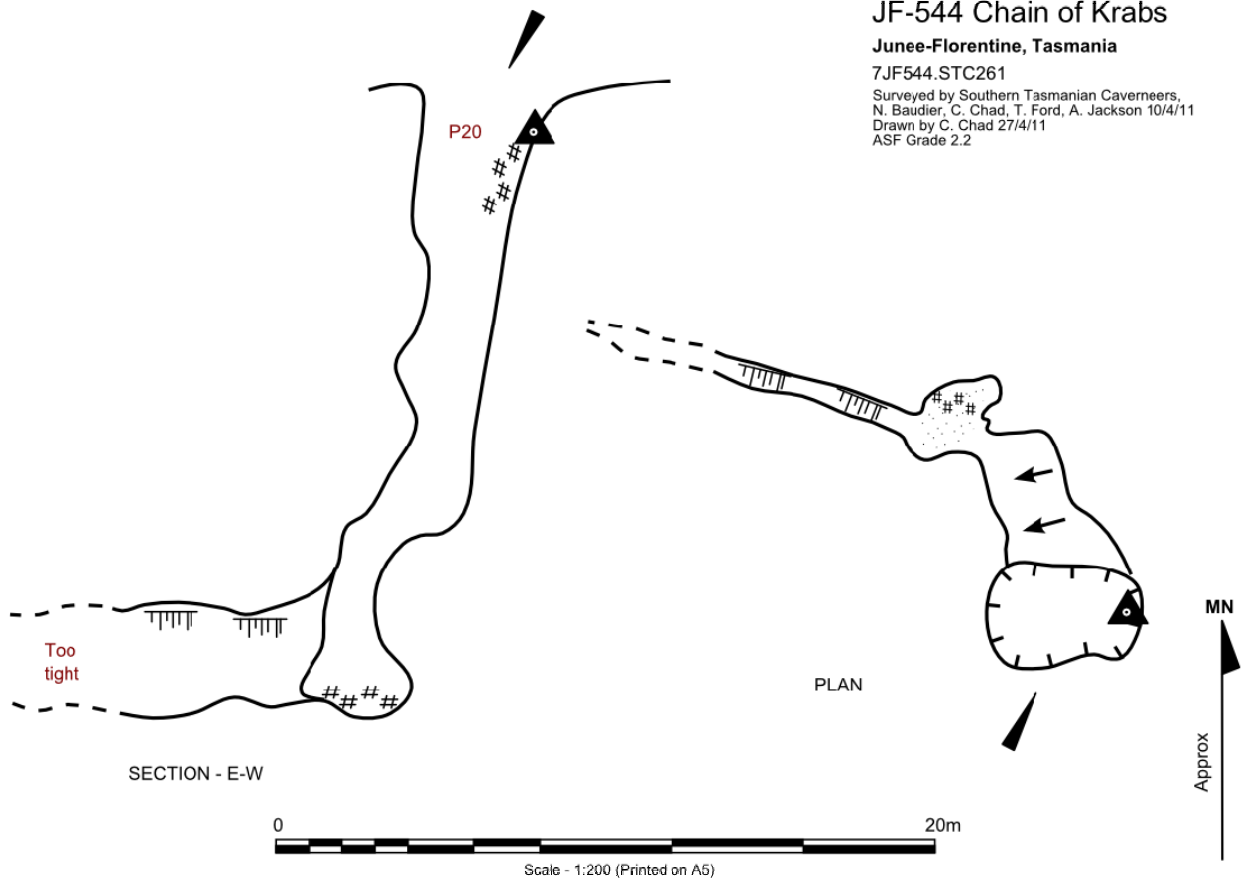 JF-544 Chain of Krabs
Junee-Florentine, Tasmania
7JF544.STC261
Surveyed by Southern Tasmanian Caverneers,
N. Baudier, C. Chad, T. Ford, A. Jackson 10/4/11
Drawn by C. Chad 27/4/11
ASF Grade 2.2
P20
MN
Too
tight
PLAN
Approx
SECTION - E-W
0
20m
Scale - 1:200 (Printed on A5)